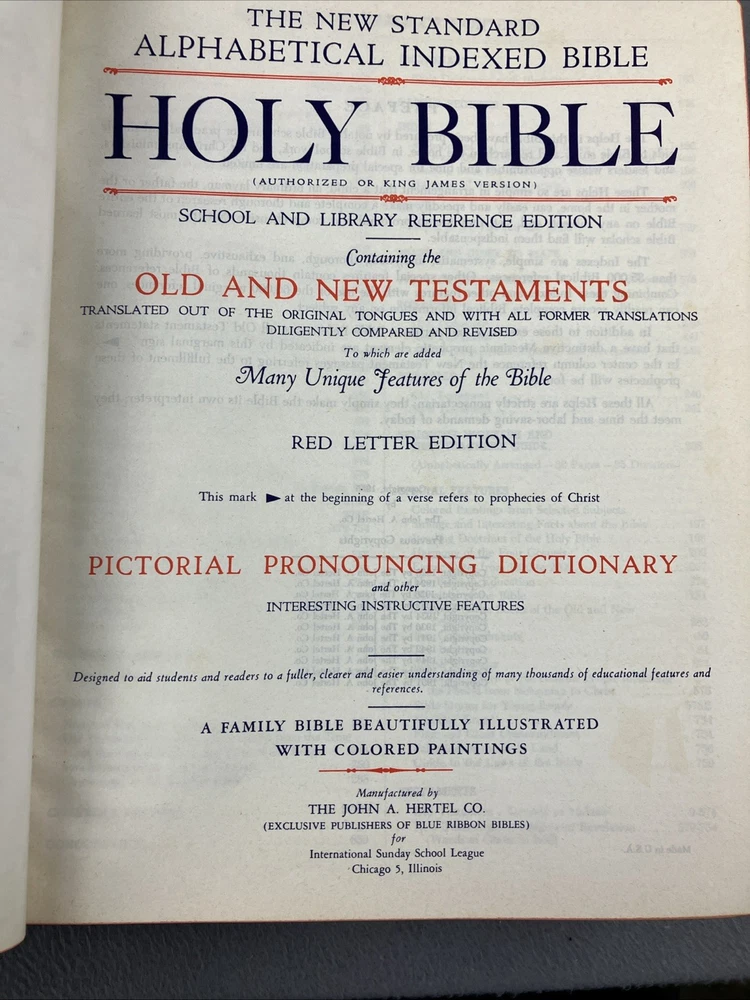 THE NEW STANDARD
ALPHABETICAL INDEXED BIBLE
HOLY BIBLE
(AUTHORIZED OR KING JAMES VERSION)
SCHOOL AND LIBRARY REFERENCE EDITION
Containing the
OLD AND NEW TESTAMENTS
TRANSLATED OUT OF THE ORIGINAL TONGUES AND WITH ALL FORMER TRANSLATIONS
DILIGENTLY COMPARED AND REVISED
To which are added
Many Unique Features of the Bible
RED LETTER EDITION
This mark ► at the beginning of a verse refers to prophecies of Christ
PICTORIAL PRONOUNCING DICTIONARY
and other
INTERESTING INSTRUCTIVE FEATURES
Designed to aid students and readers to a fuller, clearer and easier understanding of many thousands of educational features and
references.
A FAMILY BIBLE BEAUTIFULLY ILLUSTRATED
WITH COLORED PAINTINGS
Manufactured by
THE JOHN A. HERTEL CO.
(EXCLUSIVE PUBLISHERS OF BLUE RIBBON BIBLES)
for
International Sunday School League
Chicago 5, Illinois